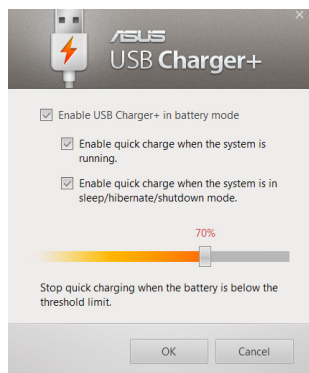 ASUS
USB Charger+
Enable USB Charger+ in battery mode
Enable quick charge when the system is
running.
Enable quick charge when the system is in
sleep/hibernate/shutdown mode.
70%
Stop quick charging when the battery is below the
threshold limit.
OK
Cancel